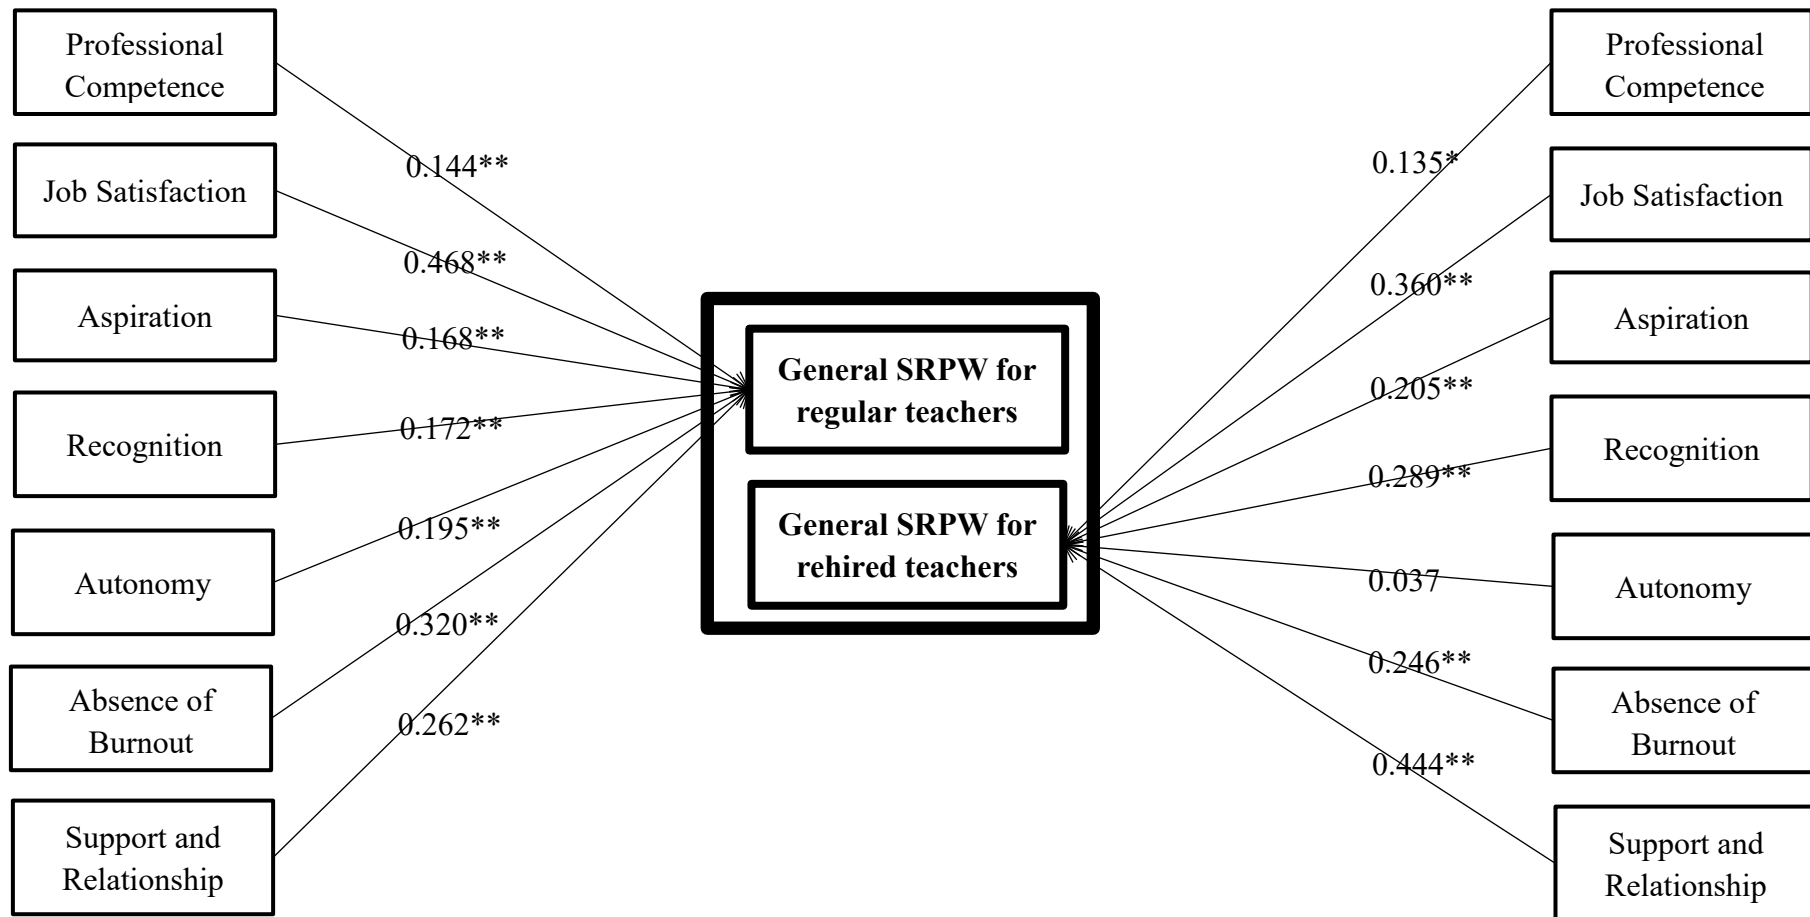 Professional
Competence
Job Satisfaction
Aspiration
Recognition
Autonomy
Absence of
Burnout
Support and
Relationship
0.144**
0.468**
0.168**
0.172**
0.195**
0.320**
0.262**
General SRPW for
regular teachers
General SRPW for
rehired teachers
0.135*
0.360**
0.205**
0.289**
0.037
0.246**
0.444**
Professional
Competence
Job Satisfaction
Aspiration
Recognition
Autonomy
Absence of
Burnout
Support and
Relationship